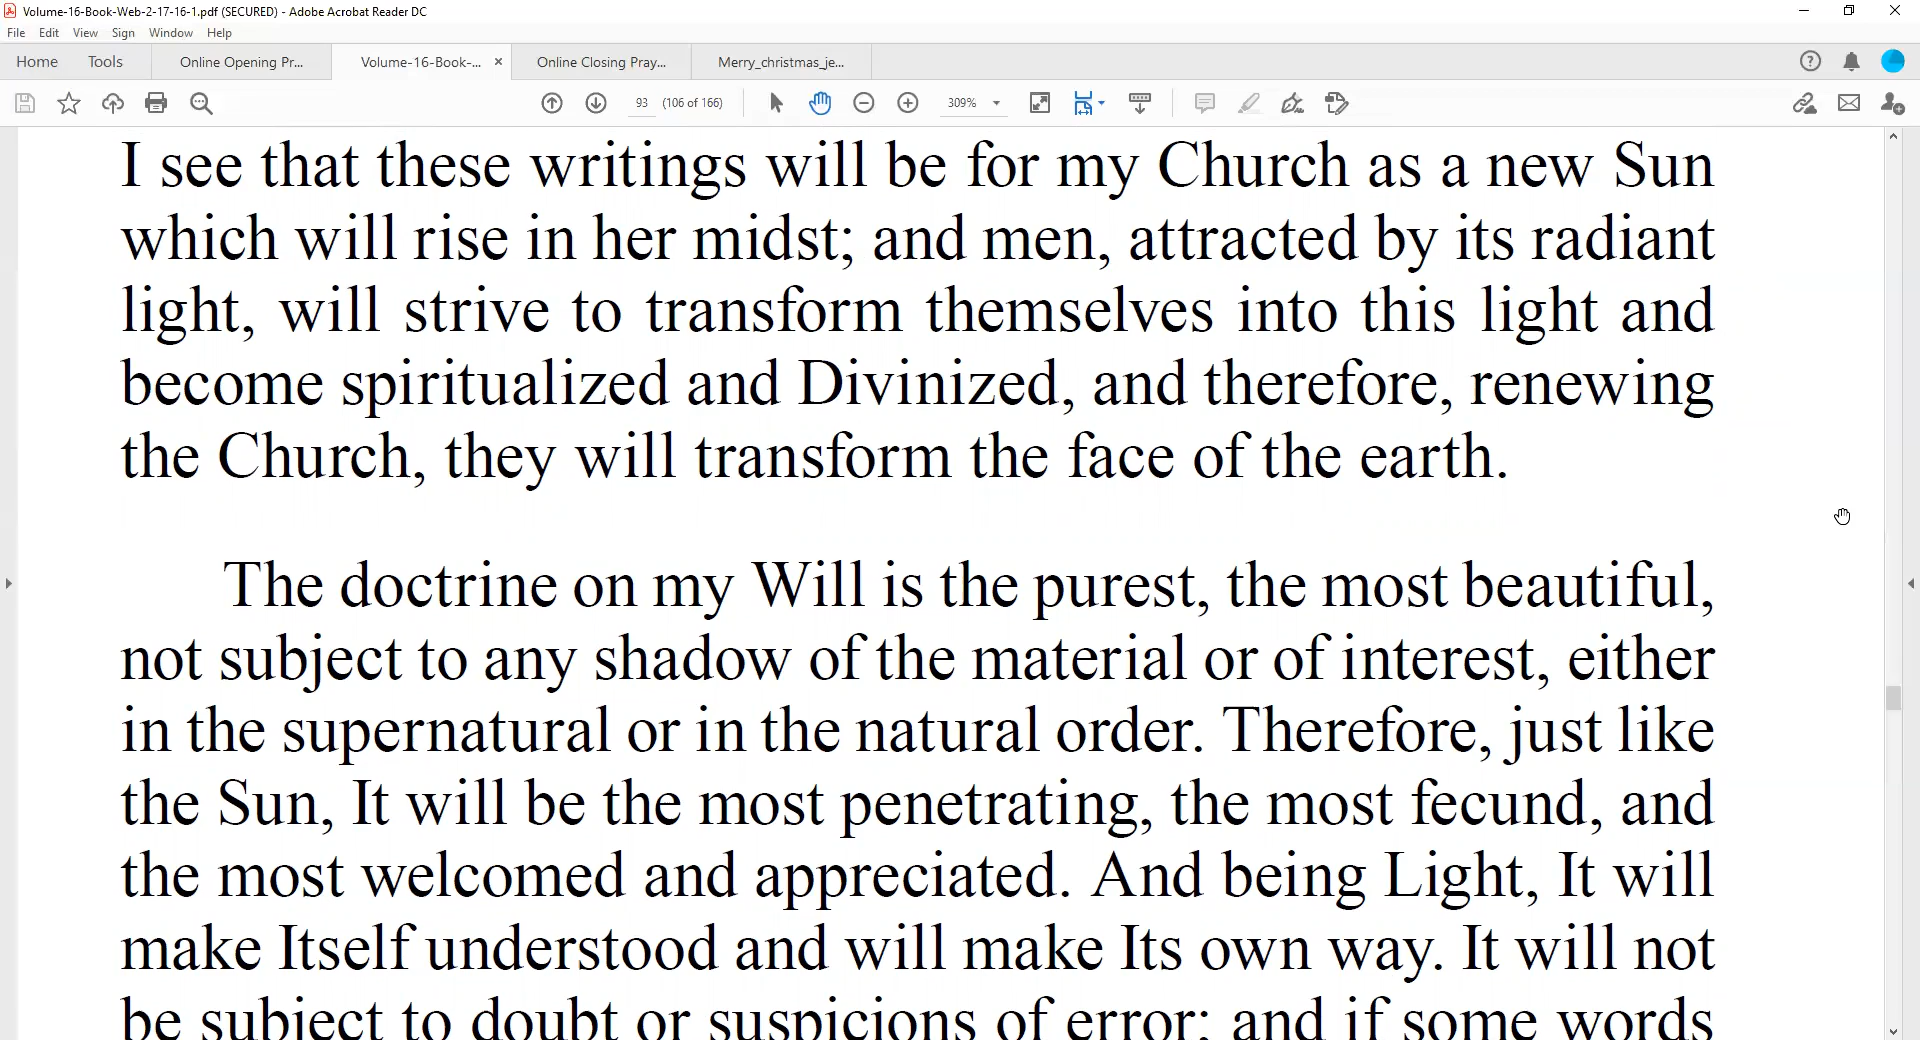 Volume-16-Book-Web-2-17-16-1.pdf (SECURED) - Adobe Acrobat Reader DC
File Edit View Sign Window Help
Home Tools Online Opening Pr... Volume-16-Book-... × Online Closing Pray... Merry_christmas_je...
93 (106 of 166) 309%
I see that these writings will be for my Church as a new Sun
which will rise in her midst; and men, attracted by its radiant
light, will strive to transform themselves into this light and
become spiritualized and Divinized, and therefore, renewing
the Church, they will transform the face of the earth.
The doctrine on my Will is the purest, the most beautiful,
not subject to any shadow of the material or of interest, either
in the supernatural or in the natural order. Therefore, just like
the Sun, It will be the most penetrating, the most fecund, and
the most welcomed and appreciated. And being Light, It will
make Itself understood and will make Its own way. It will not
be subject to doubt or suspicions of error; and if some words